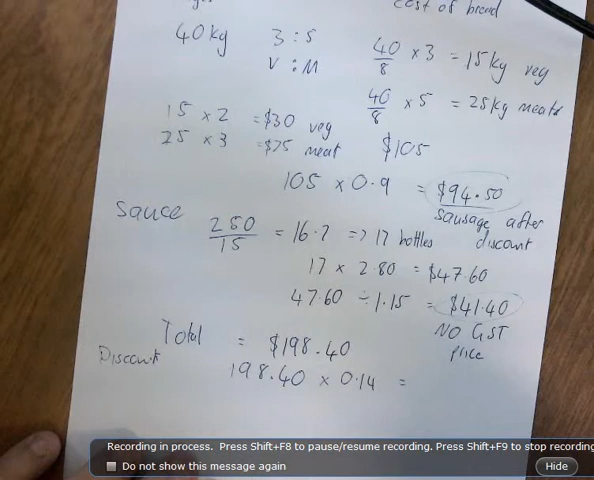 cost of bread
40kg 3 : 5 40/8 × 3 = 15kg veg
V : M
40/8 × 5 = 25kg meats
15 × 2 = $30 veg
25 × 3 = $75 meat $105
105 × 0.9 = $94.50
sausage after discount
Sauce 250/15 = 16.7 => 17 bottles
17 × 2.80 = $47.60
47.60 ÷ 1.15 = $41.40
NO GST
Price
Total = $198.40
Discount 198.40 × 0.14 =
Recording in process. Press Shift+F8 to pause/resume recording. Press Shift+F9 to stop recording
Do not show this message again
Hide